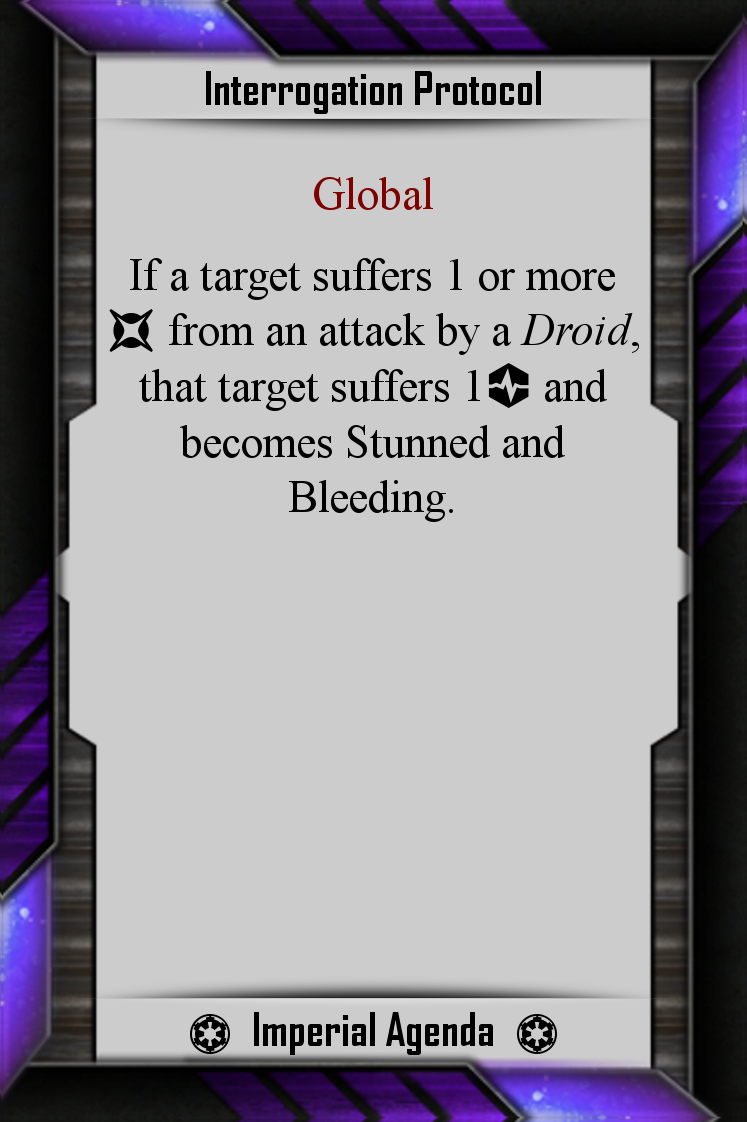 Interrogation Protocol
Global
If a target suffers 1 or more
from an attack by a Droid,
that target suffers 1 and
becomes Stunned and
Bleeding.
Imperial Agenda